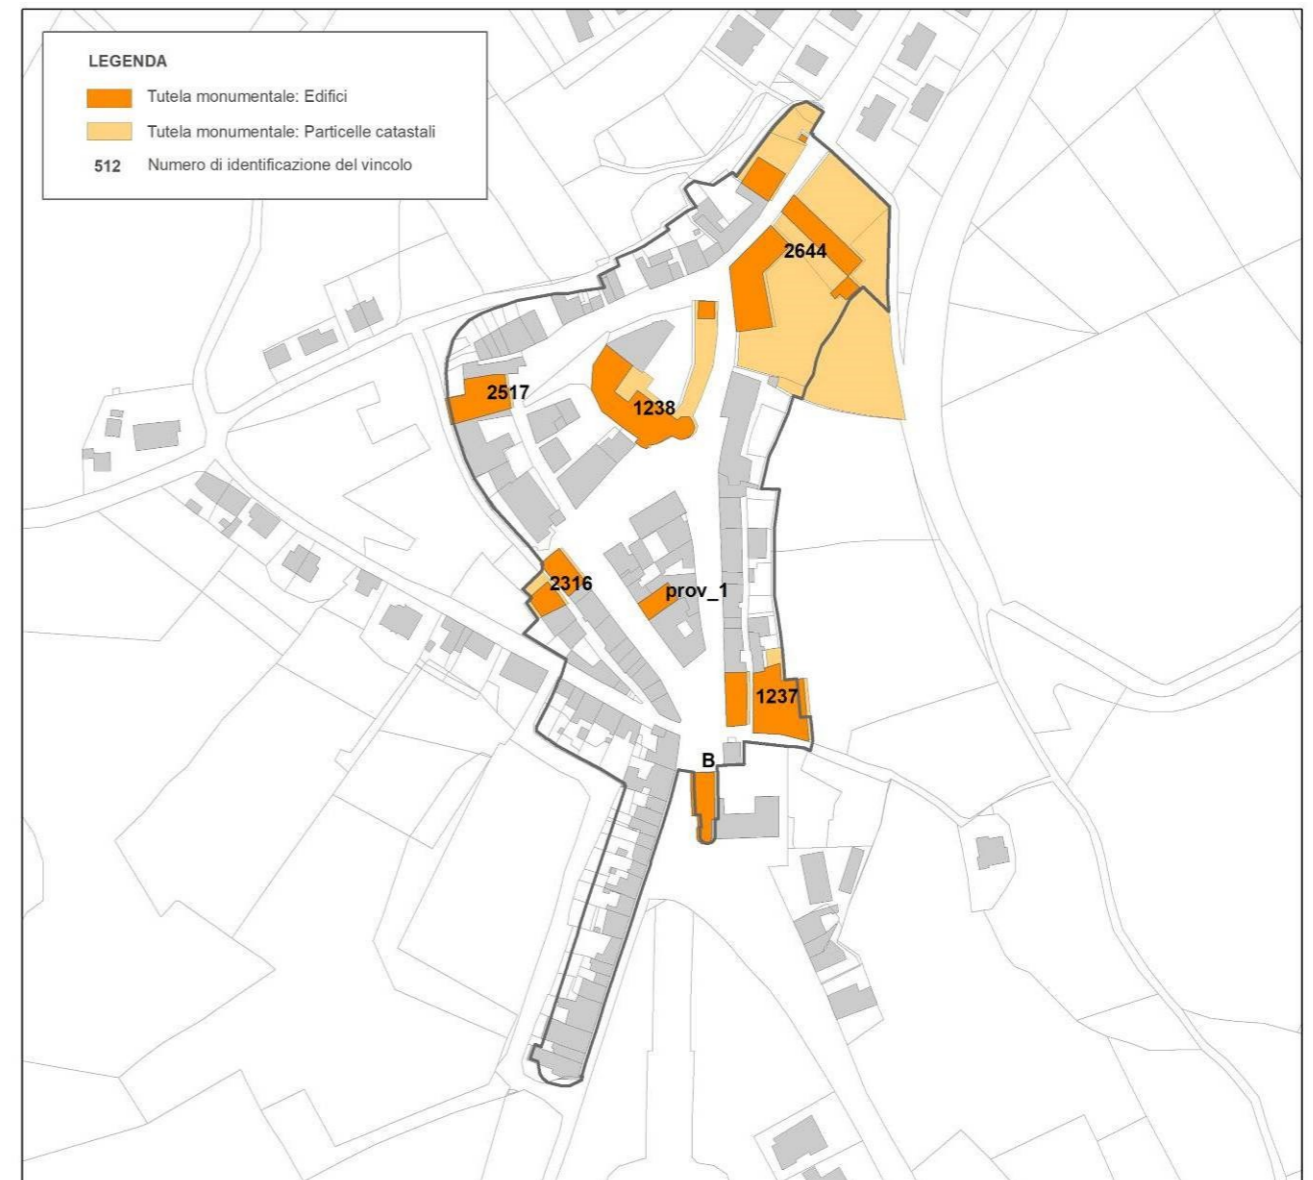 LEGENDA
Tutela monumentale: Edifici
Tutela monumentale: Particelle catastali
512 Numero di identificazione del vincolo
2644
2517
1238
2316
prov_1
1237
B